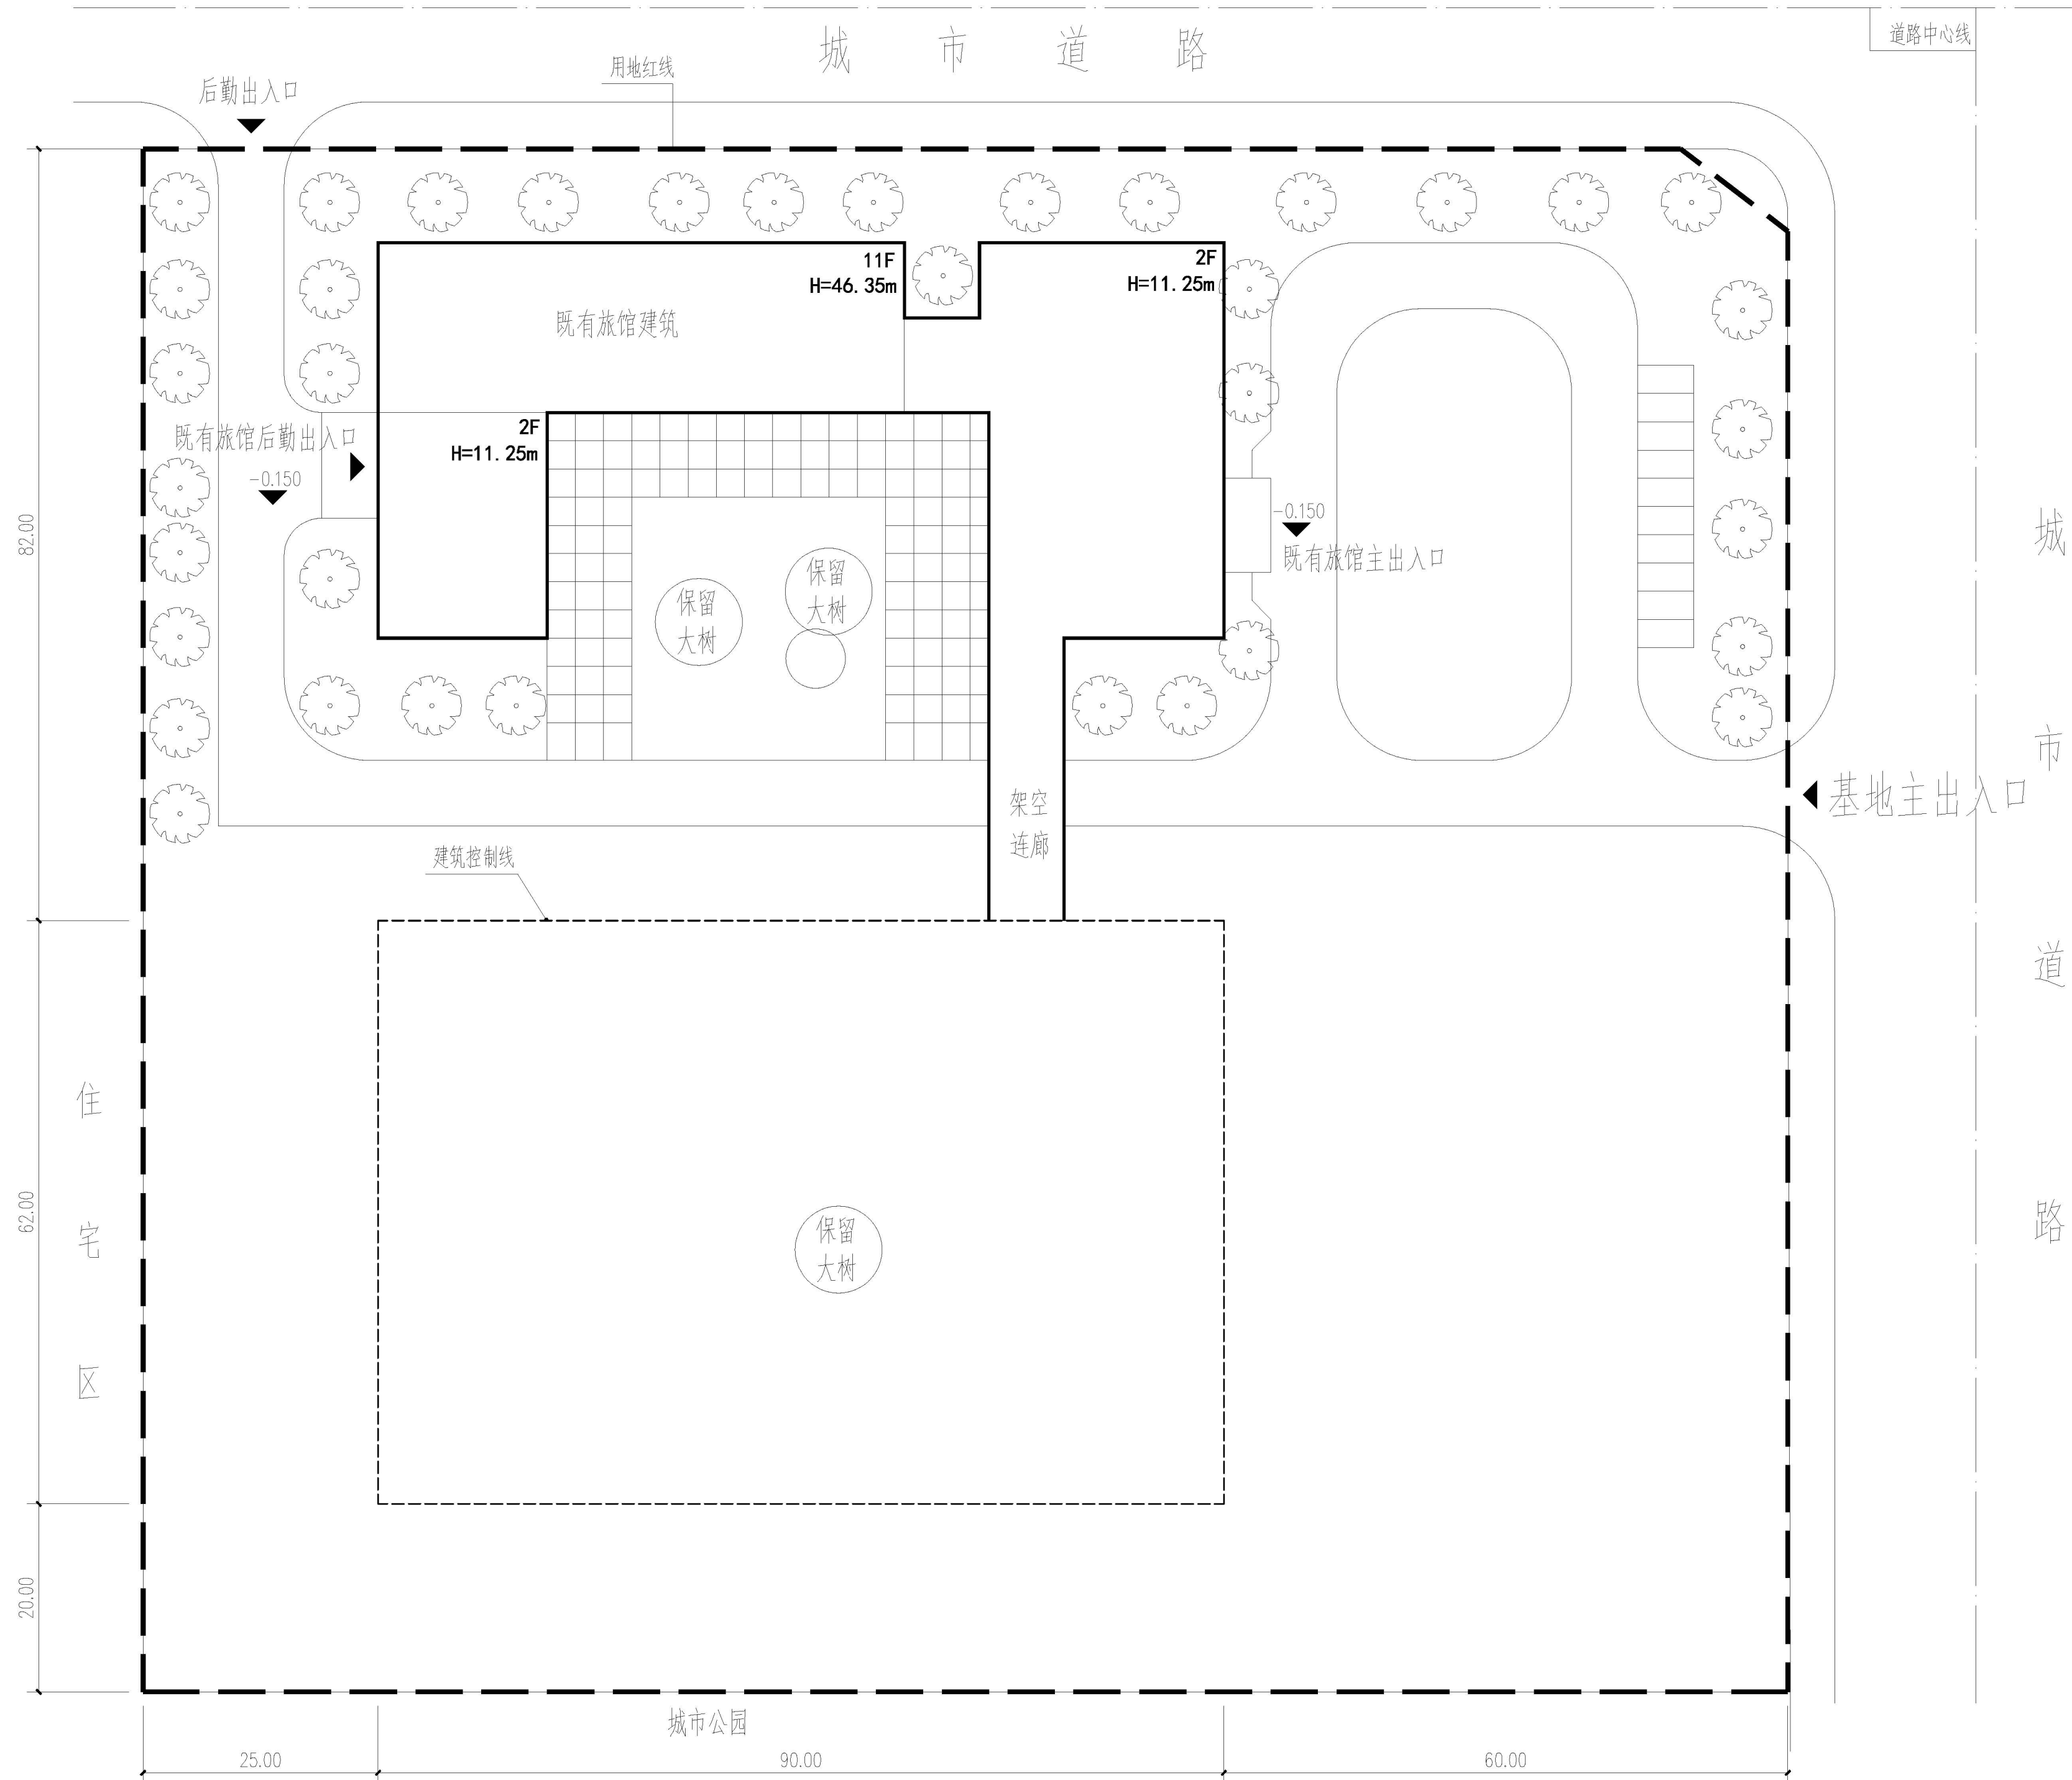 城市道路
道路中心线
用地红线
后勤出入口
11F
H=46.35m
2F
H=11.25m
既有旅馆建筑
2F
H=11.25m
既有旅馆后勤出入口
-0.150
-0.150
既有旅馆主出入口
保留
大树
保留
大树
82.00
城市道路
基地主出入口
架空
连廊
建筑控制线
住宅区
62.00
保留
大树
20.00
城市公园
25.00
90.00
60.00